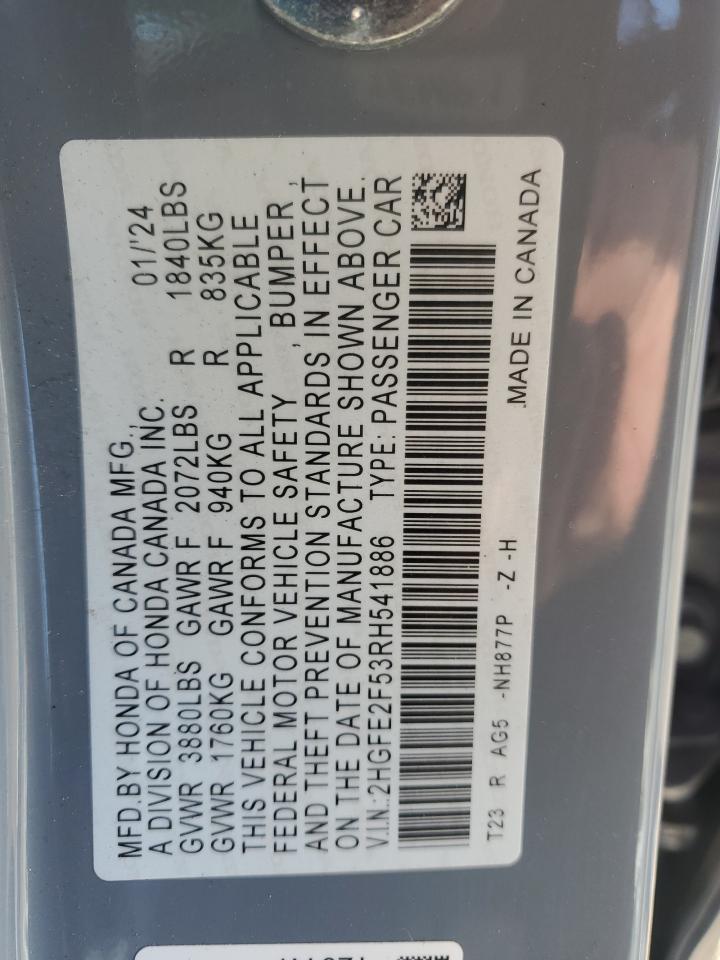 MFD.BY HONDA OF CANADA MFG., 01/'24
A DIVISION OF HONDA CANADA INC.
GVWR 3880LBS GAWR F 2072LBS R 1840LBS
GVWR 1760KG GAWR F 940KG R 835KG
THIS VEHICLE CONFORMS TO ALL APPLICABLE
FEDERAL MOTOR VEHICLE SAFETY , BUMPER ,
AND THEFT PREVENTION STANDARDS IN EFFECT
ON THE DATE OF MANUFACTURE SHOWN ABOVE.
V.I.N.:2HGFE2F53RH541886 TYPE: PASSENGER CAR
T23 R AG5 -NH877P -Z -H
MADE IN CANADA